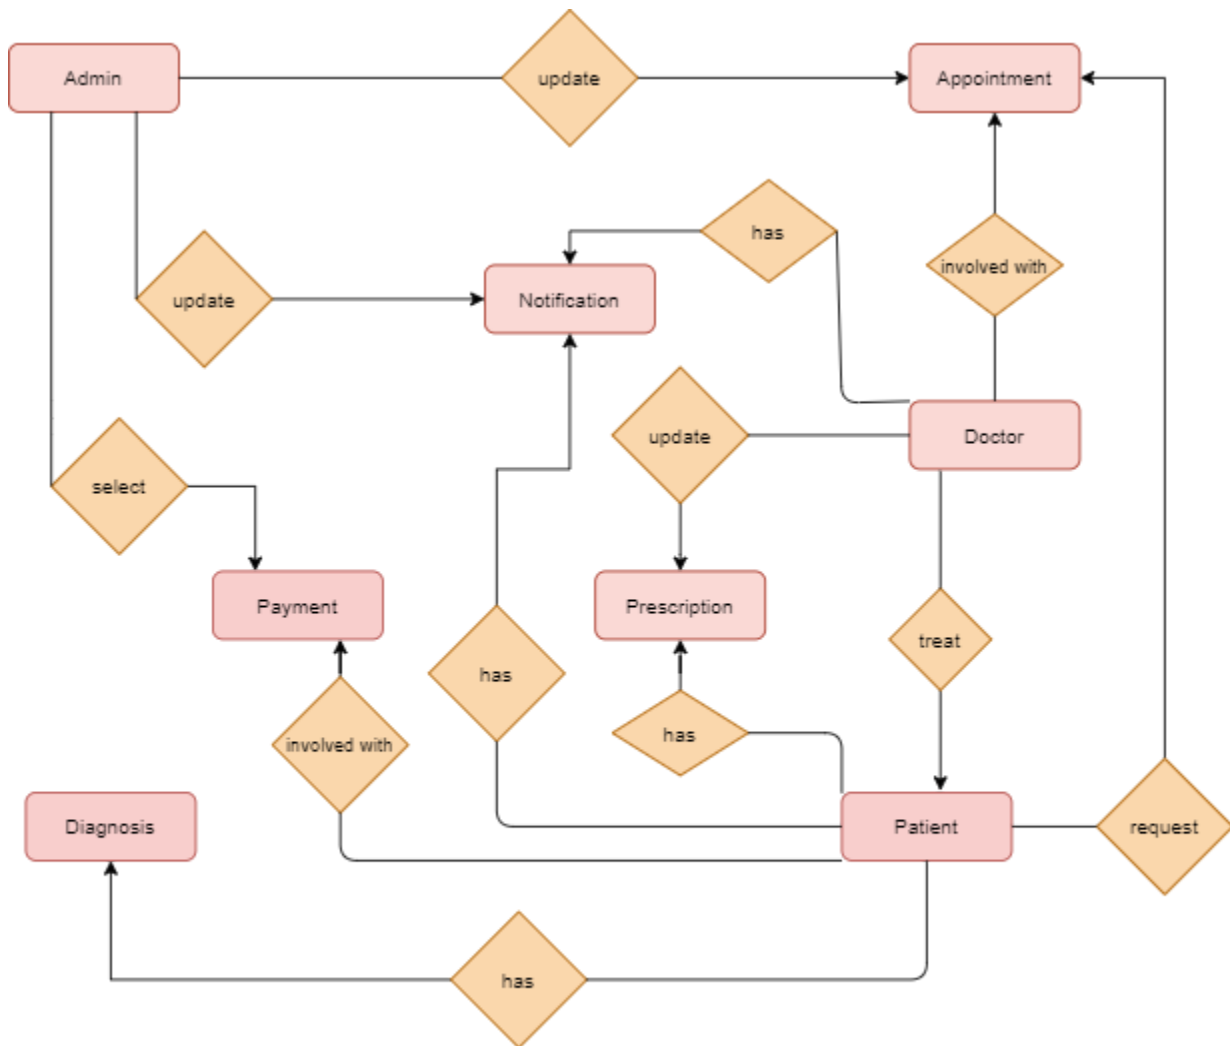 Admin
update
Appointment
has
involved with
update
Notification
update
Doctor
select
Payment
Prescription
treat
has
has
involved with
Diagnosis
Patient
request
has